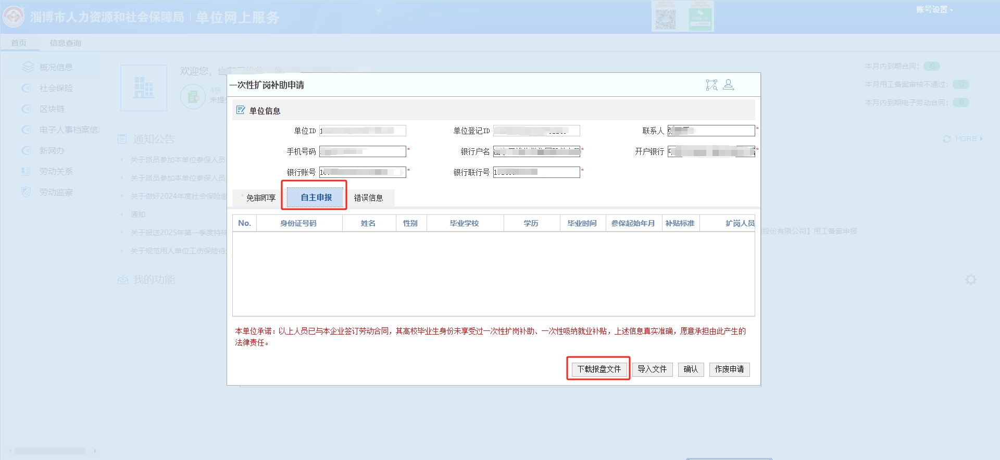 淄博市人力资源和社会保障局 单位网上服务
账号设置
首页 信息查询
概况信息
社会保险
区块链
电子人事档案信
新网办
劳动关系
劳动监察
欢迎您,
4条
未提
本月内到期合同： 0
本月用工备案审核不通过： 0
本月内到期电子劳动合同： 0
通知公告
MORE
关于派员参加本单位参保人员
关于派员参加本单位参保人员
关于做好2024年度社会保险缴
通知
关于报送2025年第一季度特殊
关于规范用人单位工伤保险待
股份有限公司】用工备案申报
我的功能
一次性扩岗补助申请
单位信息
单位ID 单位登记ID 联系人 *
手机号码 * 银行户名 * 开户银行 *
银行账号 * 银行联行号 *
* 免审即享 自主申报 错误信息
No. 身份证号码 姓名 性别 毕业学校 学历 毕业时间 参保起始年月 补贴标准 扩岗人员
本单位承诺：以上人员已与本企业签订劳动合同，其高校毕业生身份未享受过一次性扩岗补助、一次性吸纳就业补贴，上述信息真实准确，愿意承担由此产生的
法律责任。
下载报盘文件 导入文件 确认 作废申请